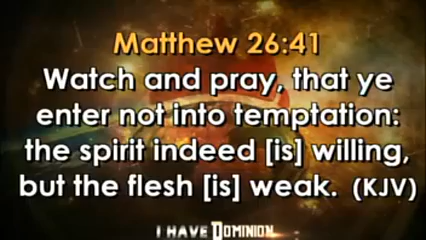 Matthew 26:41
Watch and pray, that ye
enter not into temptation:
the spirit indeed [is] willing,
but the flesh [is] weak. (KJV)
I HAVE DOMINION